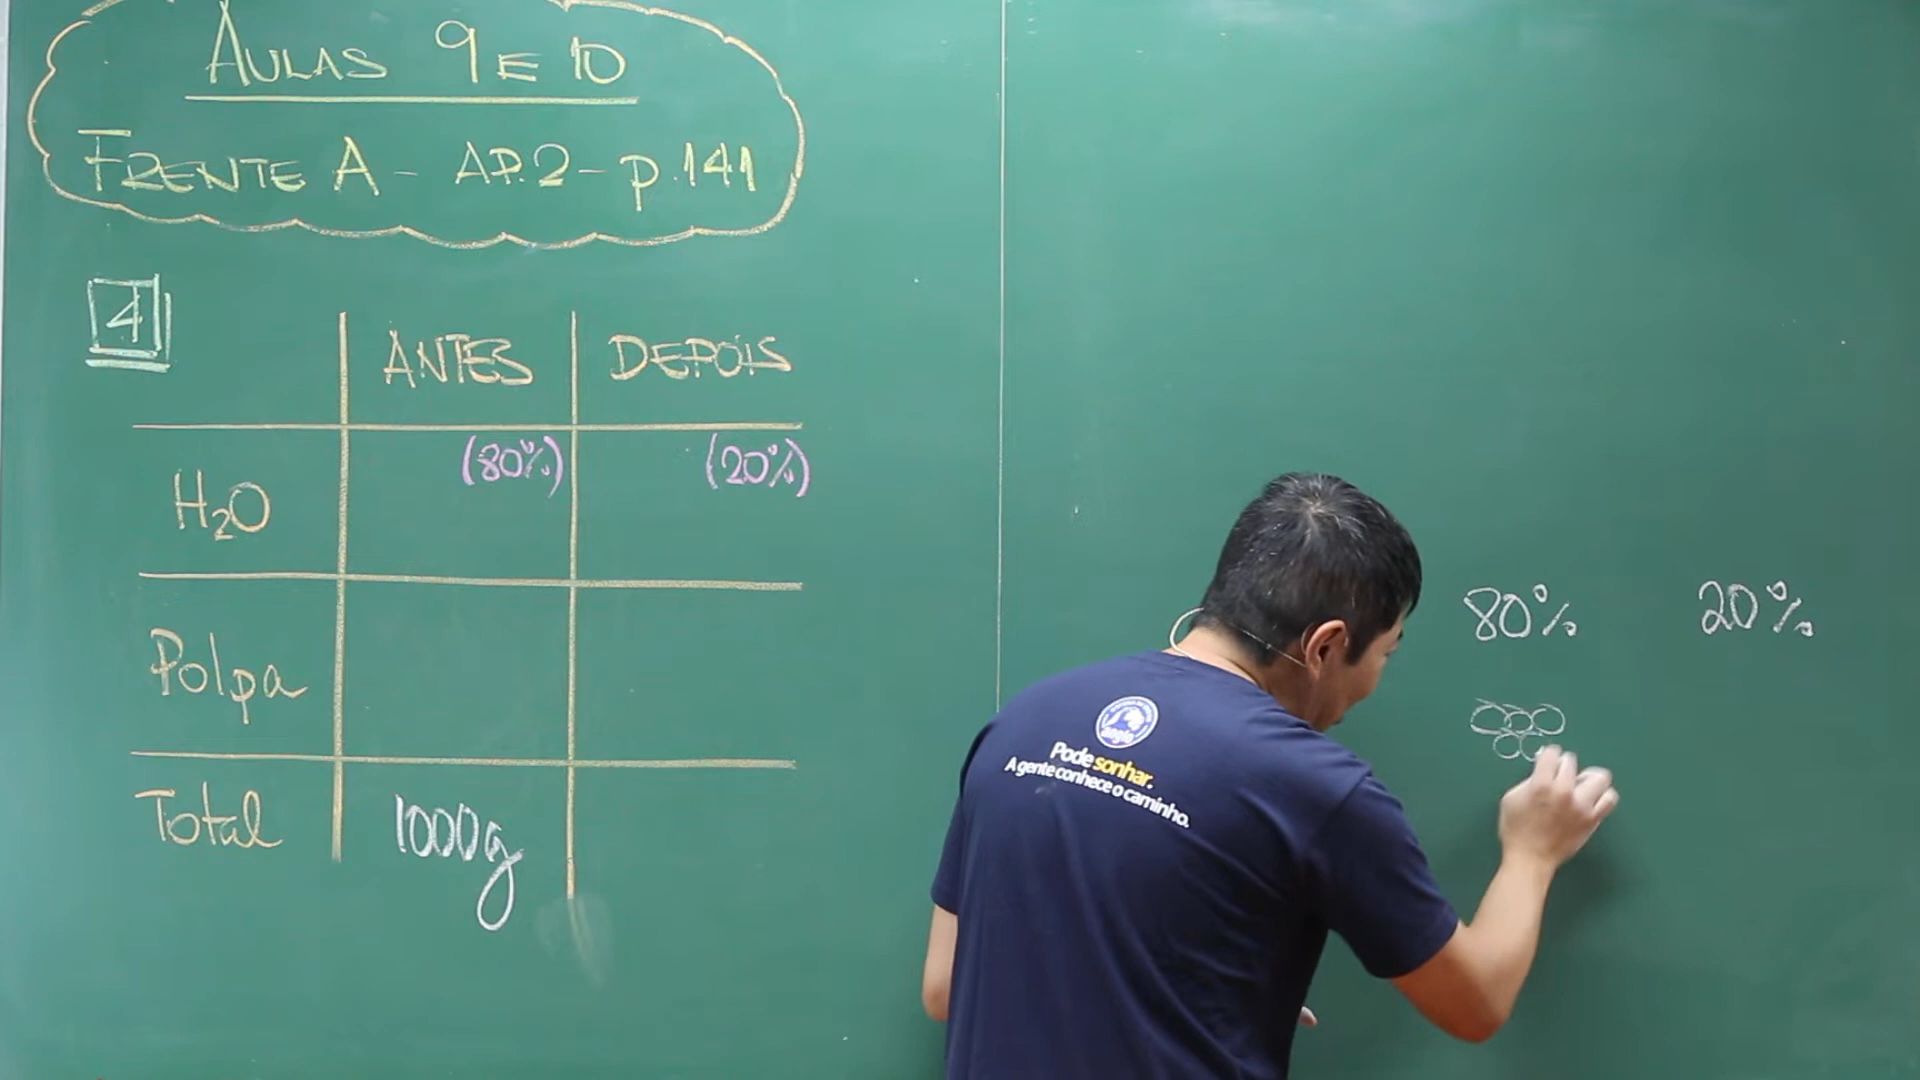 AULAS 9 E 10
FRENTE A - AP.2 - p.141
4
ANTES DEPOIS
H₂O (80%) (20%)
Polpa
Total 1000g
80% 20%
anglo
Pode sonhar.
A gente conhece o caminho.